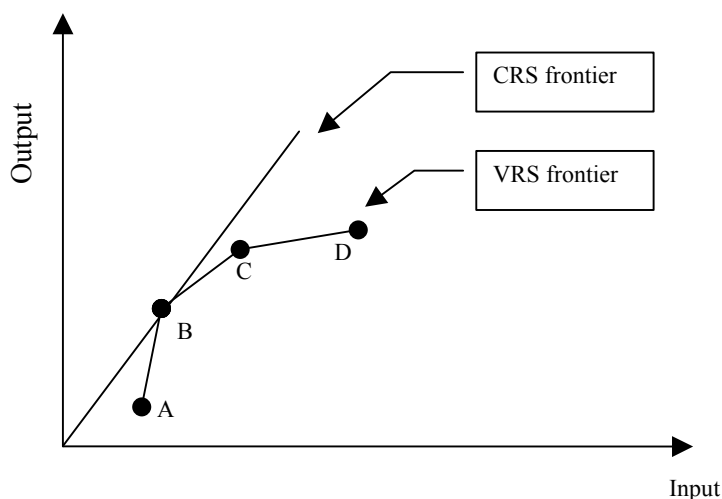 CRS frontier
Output
VRS frontier
D
C
B
A
Input